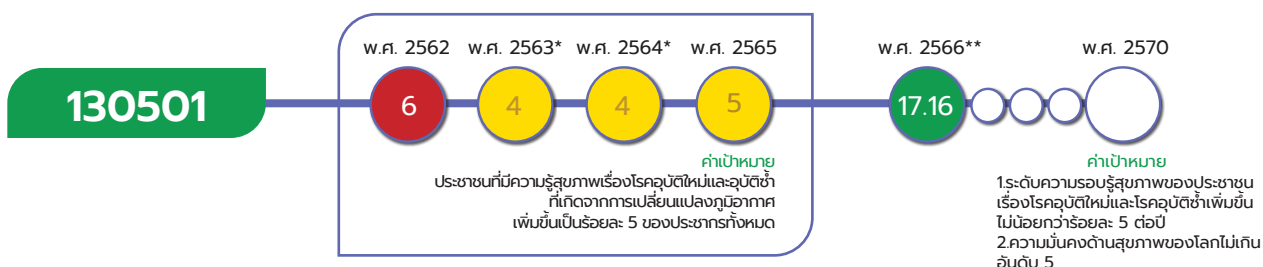 130501
พ.ศ. 2562 พ.ศ. 2563* พ.ศ. 2564* พ.ศ. 2565 พ.ศ. 2566** พ.ศ. 2570
6 4 4 5 17.16
ค่าเป้าหมาย
ประชาชนที่มีความรู้สุขภาพเรื่องโรคอุบัติใหม่และอุบัติซ้ำ
ที่เกิดจากการเปลี่ยนแปลงภูมิอากาศ
เพิ่มขึ้นเป็นร้อยละ 5 ของประชากรทั้งหมด
ค่าเป้าหมาย
1.ระดับความรอบรู้สุขภาพของประชาชน
เรื่องโรคอุบัติใหม่และโรคอุบัติซ้ำเพิ่มขึ้น
ไม่น้อยกว่าร้อยละ 5 ต่อปี
2.ความมั่นคงด้านสุขภาพของโลกไม่เกิน
อันดับ 5